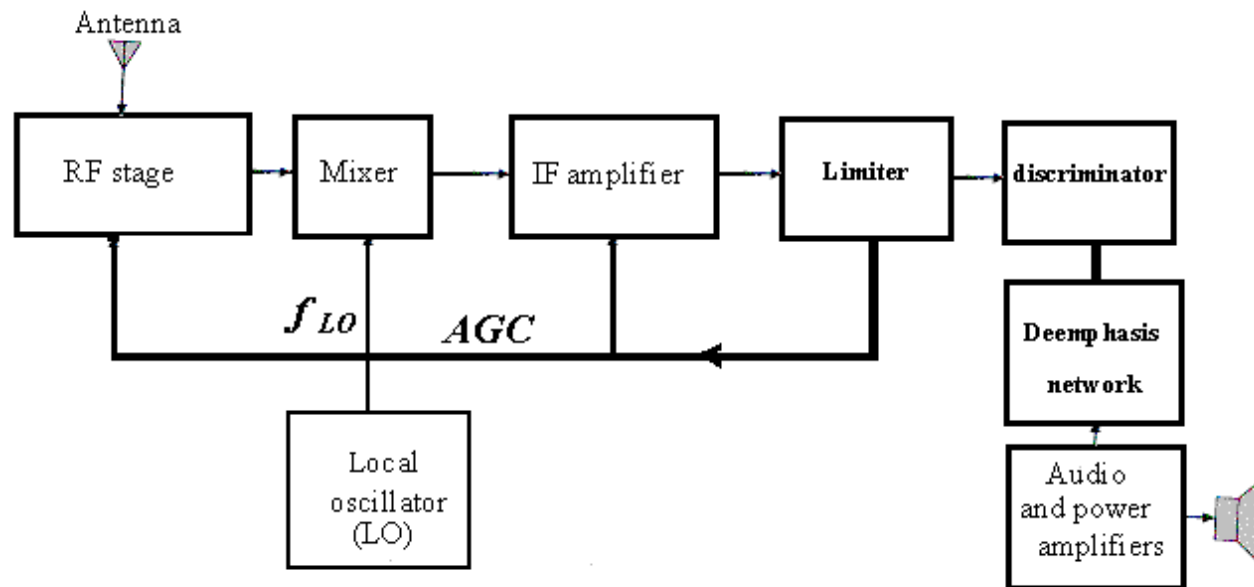 Antenna
RF stage
Mixer
IF amplifier
Limiter
discriminator
f LO
AGC
Deemphasis
network
Local
oscillator
(LO)
Audio
and power
amplifiers